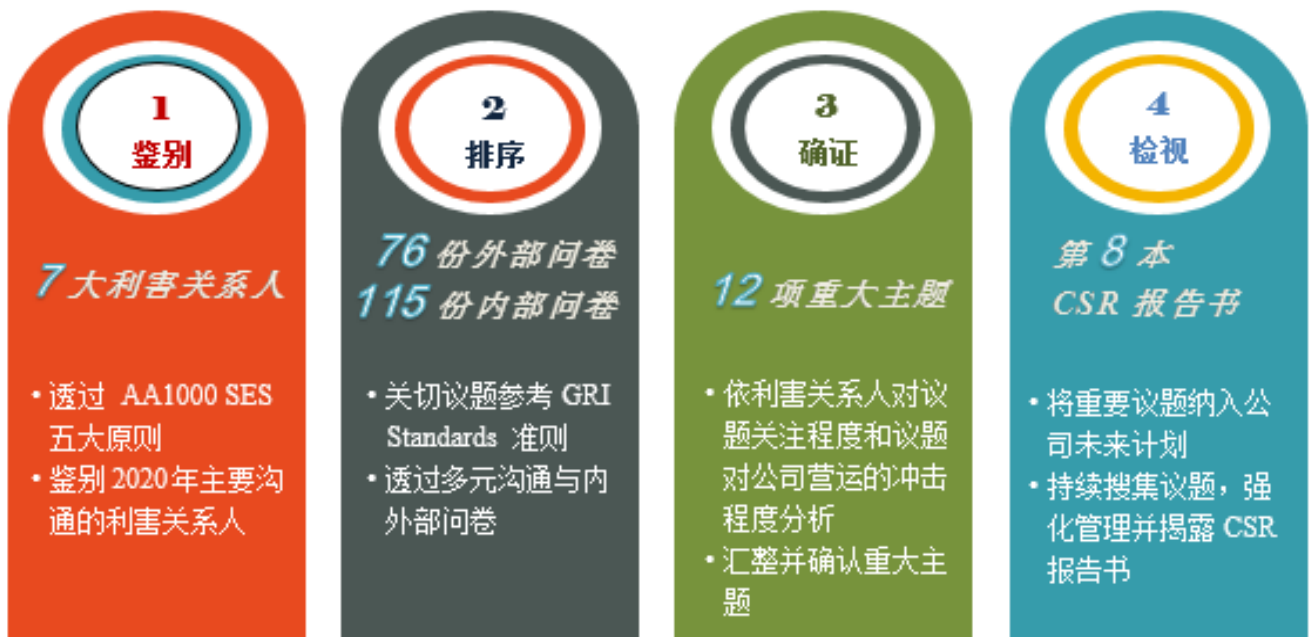 1
鉴别
7 大利害关系人
• 透过 AA1000 SES
五大原则
• 鉴别 2020 年主要沟
通的利害关系人
2
排序
76 份外部问卷
115 份内部问卷
• 关切议题参考 GRI
Standards 准则
• 透过多元沟通与内
外部问卷
3
确证
12 项重大主题
• 依利害关系人对议
题关注程度和议题
对公司营运的冲击
程度分析
• 汇整并确认重大主
题
4
检视
第 8 本
CSR 报告书
• 将重要议题纳入公
司未来计划
• 持续搜集议题，强
化管理并揭露 CSR
报告书